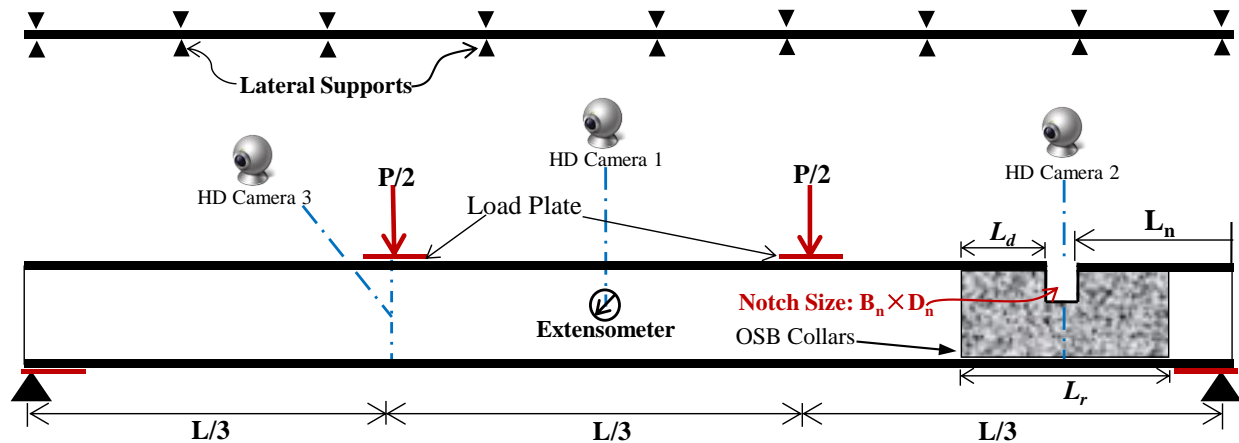 Lateral Supports
HD Camera 1
HD Camera 2
HD Camera 3
P/2
P/2
Load Plate
L_d
L_n
Notch Size: B_n × D_n
Extensometer
OSB Collars
L_r
L/3
L/3
L/3